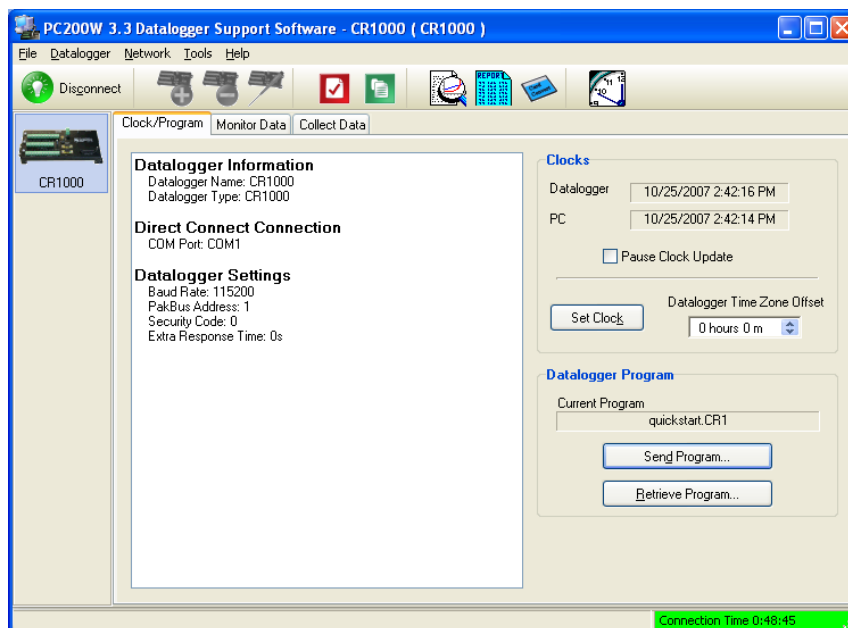 PC200W 3.3 Datalogger Support Software - CR1000 ( CR1000 )
File Datalogger Network Tools Help
Disconnect
REPORT
CR1000
Clock/Program Monitor Data Collect Data
Datalogger Information
Datalogger Name: CR1000
Datalogger Type: CR1000
Direct Connect Connection
COM Port: COM1
Datalogger Settings
Baud Rate: 115200
PakBus Address: 1
Security Code: 0
Extra Response Time: 0s
Clocks
Datalogger 10/25/2007 2:42:16 PM
PC 10/25/2007 2:42:14 PM
Pause Clock Update
Datalogger Time Zone Offset
Set Clock
0 hours 0 m
Datalogger Program
Current Program
quickstart.CR1
Send Program...
Retrieve Program...
Connection Time 0:48:45